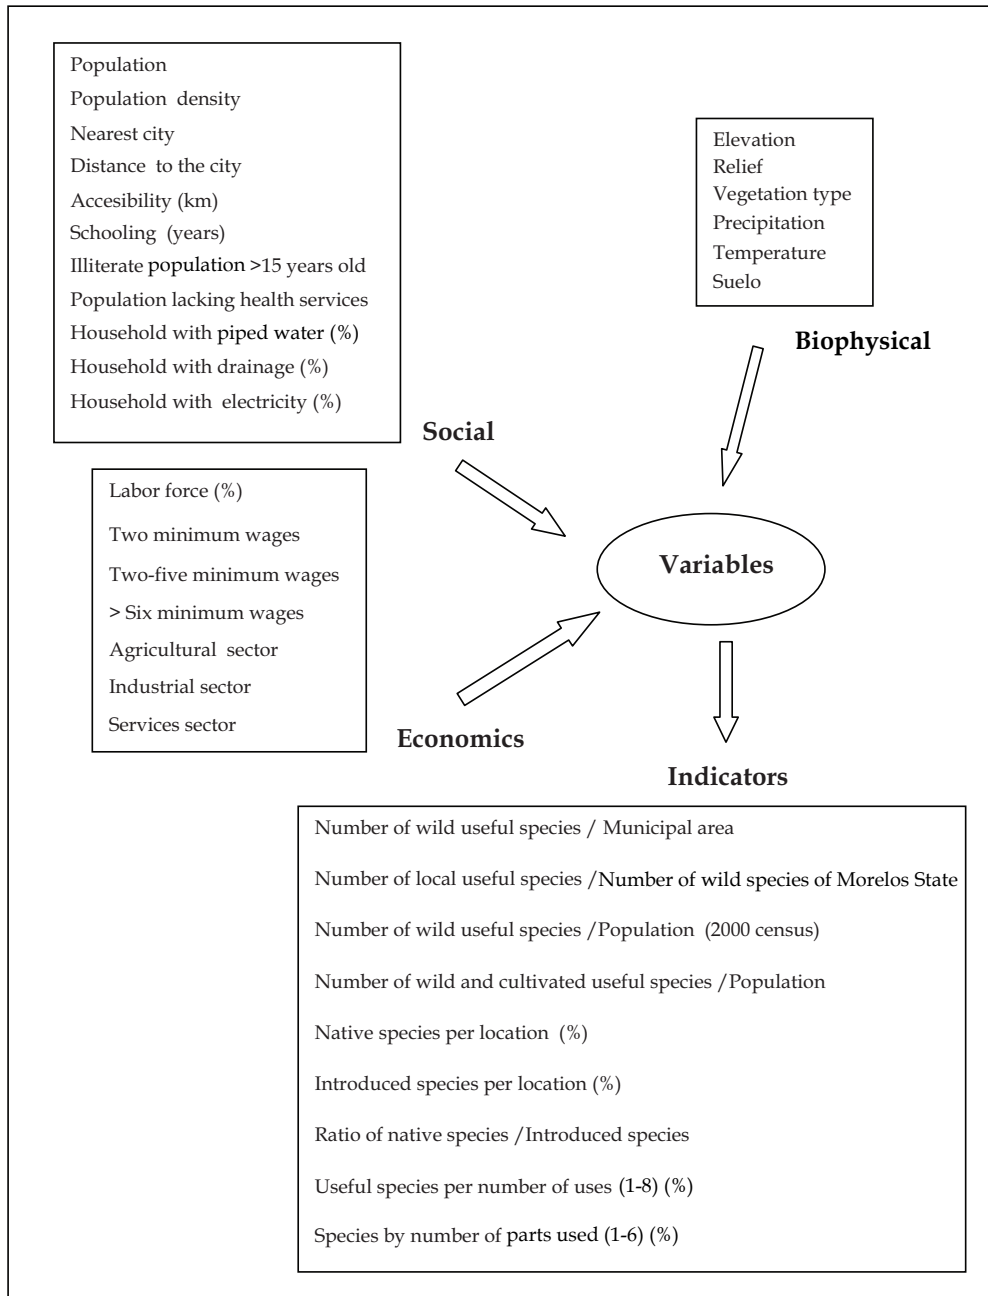 Population
Population density
Nearest city
Distance to the city
Accesibility (km)
Schooling (years)
Illiterate population >15 years old
Population lacking health services
Household with piped water (%)
Household with drainage (%)
Household with electricity (%)
Social
Elevation
Relief
Vegetation type
Precipitation
Temperature
Suelo
Biophysical
Labor force (%)
Two minimum wages
Two-five minimum wages
> Six minimum wages
Agricultural sector
Industrial sector
Services sector
Economics
Variables
Indicators
Number of wild useful species / Municipal area
Number of local useful species /Number of wild species of Morelos State
Number of wild useful species /Population (2000 census)
Number of wild and cultivated useful species /Population
Native species per location (%)
Introduced species per location (%)
Ratio of native species /Introduced species
Useful species per number of uses (1-8) (%)
Species by number of parts used (1-6) (%)